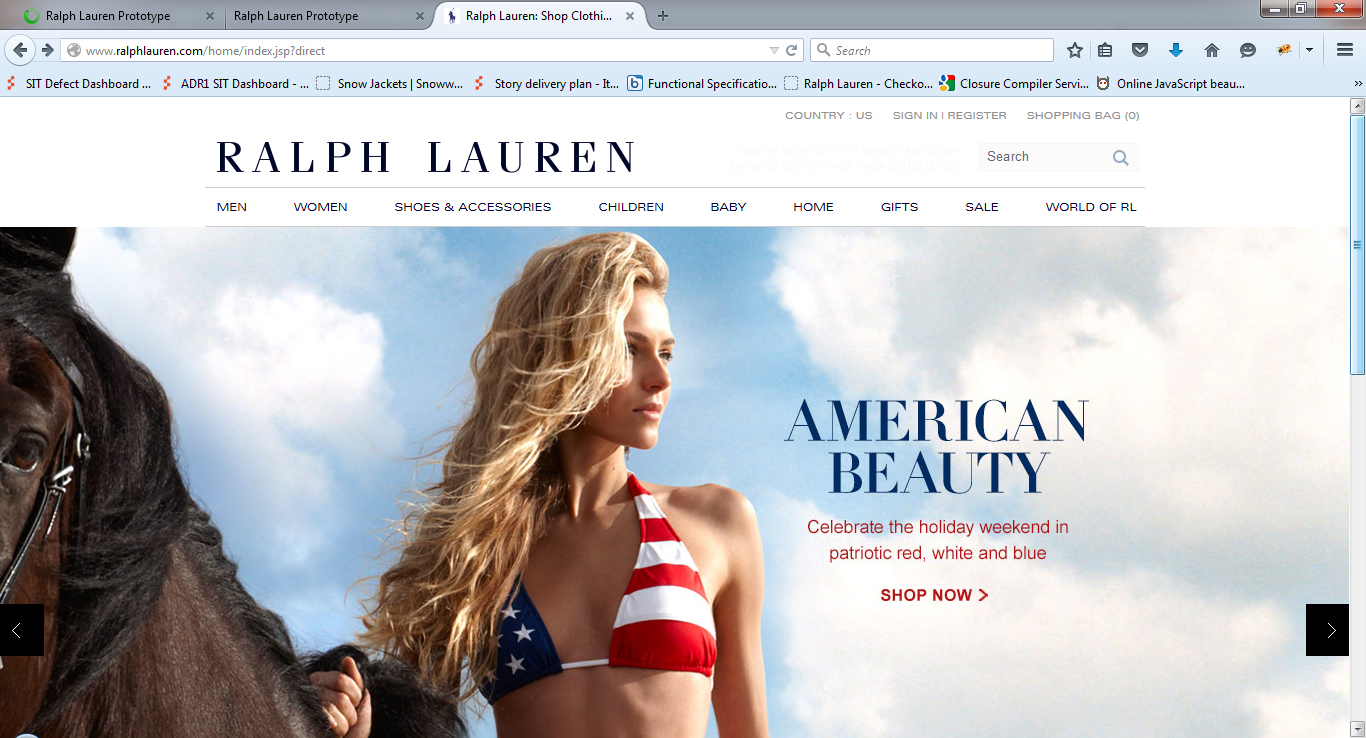 Ralph Lauren Prototype
Ralph Lauren Prototype
Ralph Lauren: Shop Clothi...
www.ralphlauren.com/home/index.jsp?direct
Search
SIT Defect Dashboard ...
ADR1 SIT Dashboard - ...
Snow Jackets | Snoww...
Story delivery plan - It...
Functional Specificatio...
Ralph Lauren - Checko...
Closure Compiler Servi...
Online JavaScript beau...
COUNTRY : US SIGN IN | REGISTER SHOPPING BAG (0)
RALPH LAUREN
Search
MEN WOMEN SHOES & ACCESSORIES CHILDREN BABY HOME GIFTS SALE WORLD OF RL
AMERICAN
BEAUTY
Celebrate the holiday weekend in
patriotic red, white and blue
SHOP NOW >